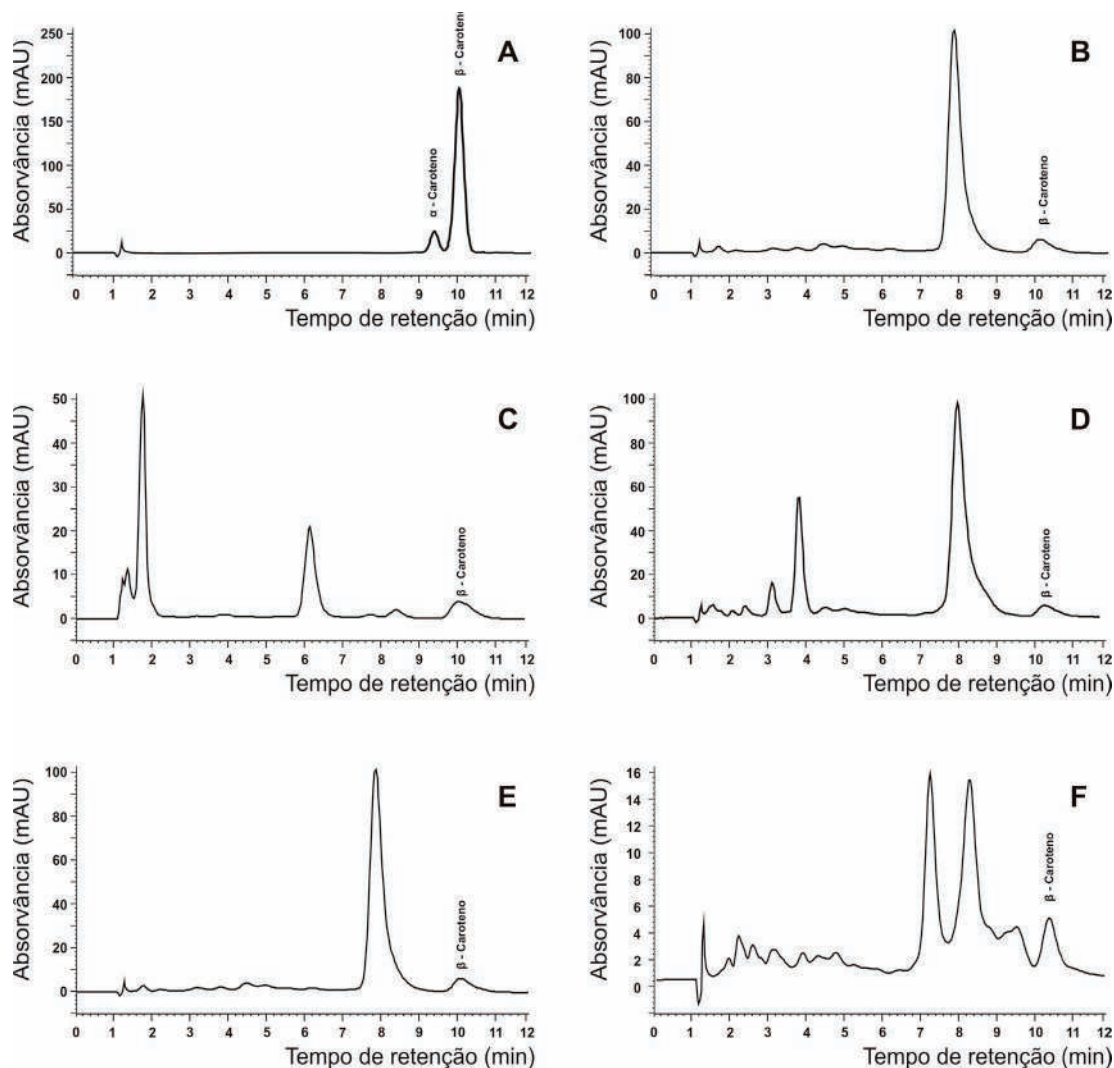 A
Absorvância (mAU)
250
200
150
100
50
0
α - Caroteno
β - Caroteno
0 1 2 3 4 5 6 7 8 9 10 11 12
Tempo de retenção (min)
B
Absorvância (mAU)
100
80
60
40
20
0
β - Caroteno
0 1 2 3 4 5 6 7 8 9 10 11 12
Tempo de retenção (min)
C
Absorvância (mAU)
50
40
30
20
10
0
β - Caroteno
0 1 2 3 4 5 6 7 8 9 10 11 12
Tempo de retenção (min)
D
Absorvância (mAU)
100
80
60
40
20
0
β - Caroteno
0 1 2 3 4 5 6 7 8 9 10 11 12
Tempo de retenção (min)
E
Absorvância (mAU)
100
80
60
40
20
0
β - Caroteno
0 1 2 3 4 5 6 7 8 9 10 11 12
Tempo de retenção (min)
F
Absorvância (mAU)
16
14
12
10
8
6
4
2
0
β - Caroteno
0 1 2 3 4 5 6 7 8 9 10 11 12
Tempo de retenção (min)